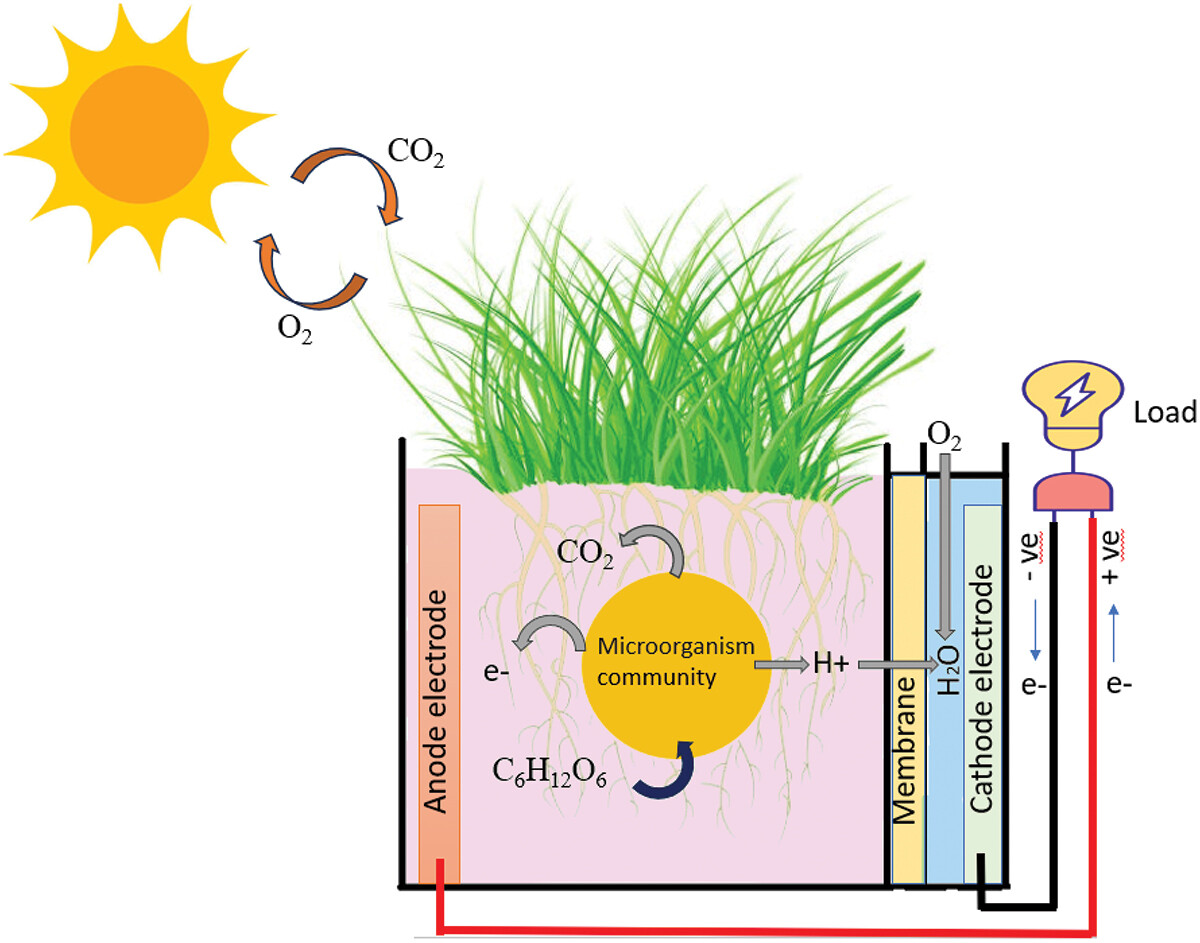 CO₂
O₂
Load
O₂
- ve
+ ve
CO₂
Microorganism
community
e-
H+
H₂O
e-
e-
C₆H₁₂O₆
Anode electrode
Membrane
Cathode electrode